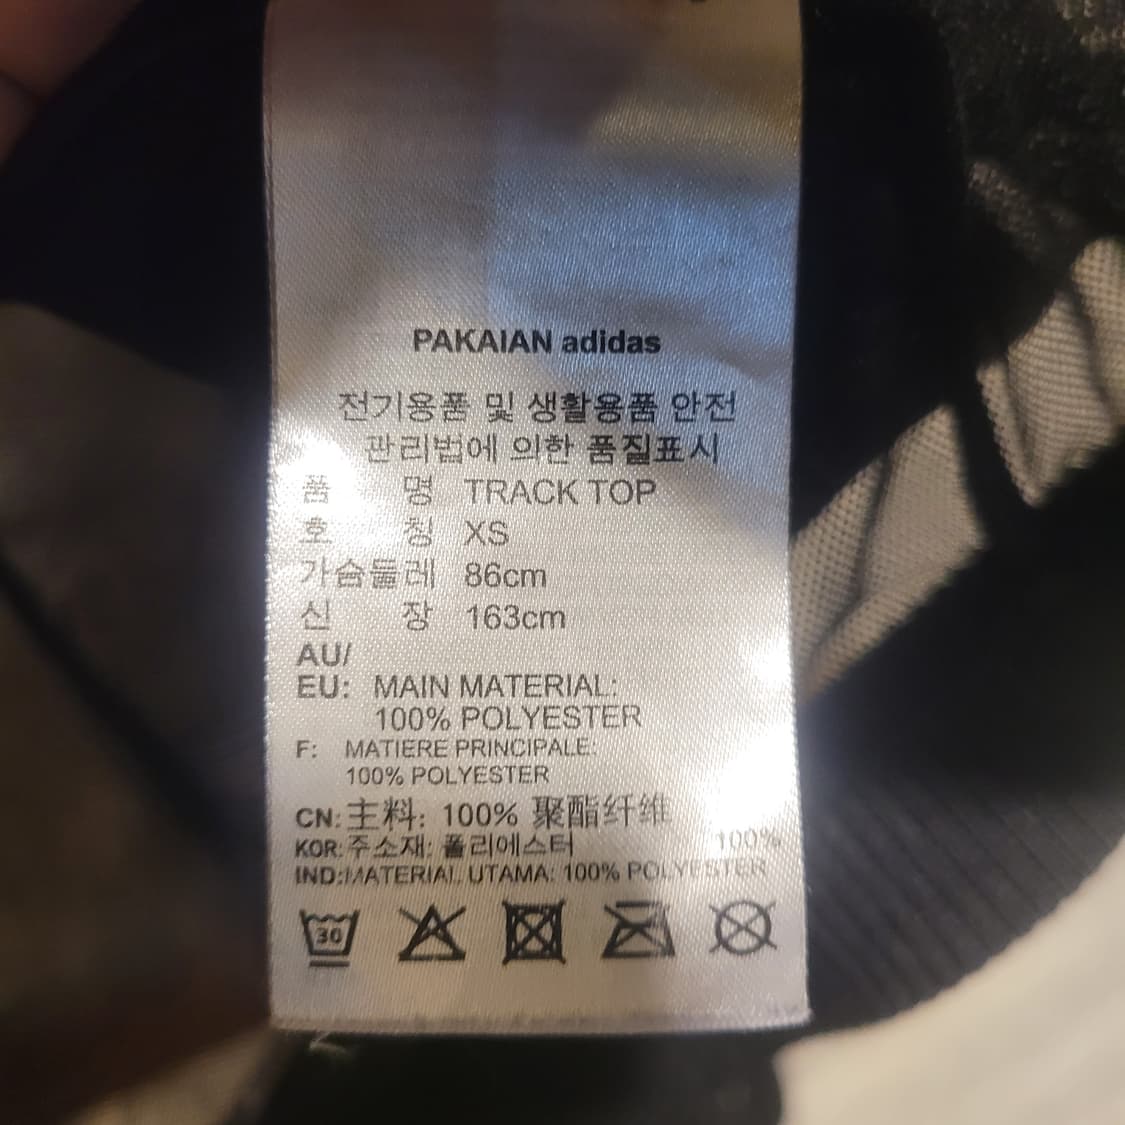 PAKAIAN adidas
전기용품 및 생활용품 안전
관리법에 의한 품질표시
품 명 TRACK TOP
호 칭 XS
가슴둘레 86cm
신 장 163cm
AU/
EU: MAIN MATERIAL:
100% POLYESTER
F: MATIERE PRINCIPALE:
100% POLYESTER
CN: 主料: 100% 聚酯纤维
KOR: 주소재: 폴리에스터 100%
IND:MATERIAL UTAMA: 100% POLYESTER
30